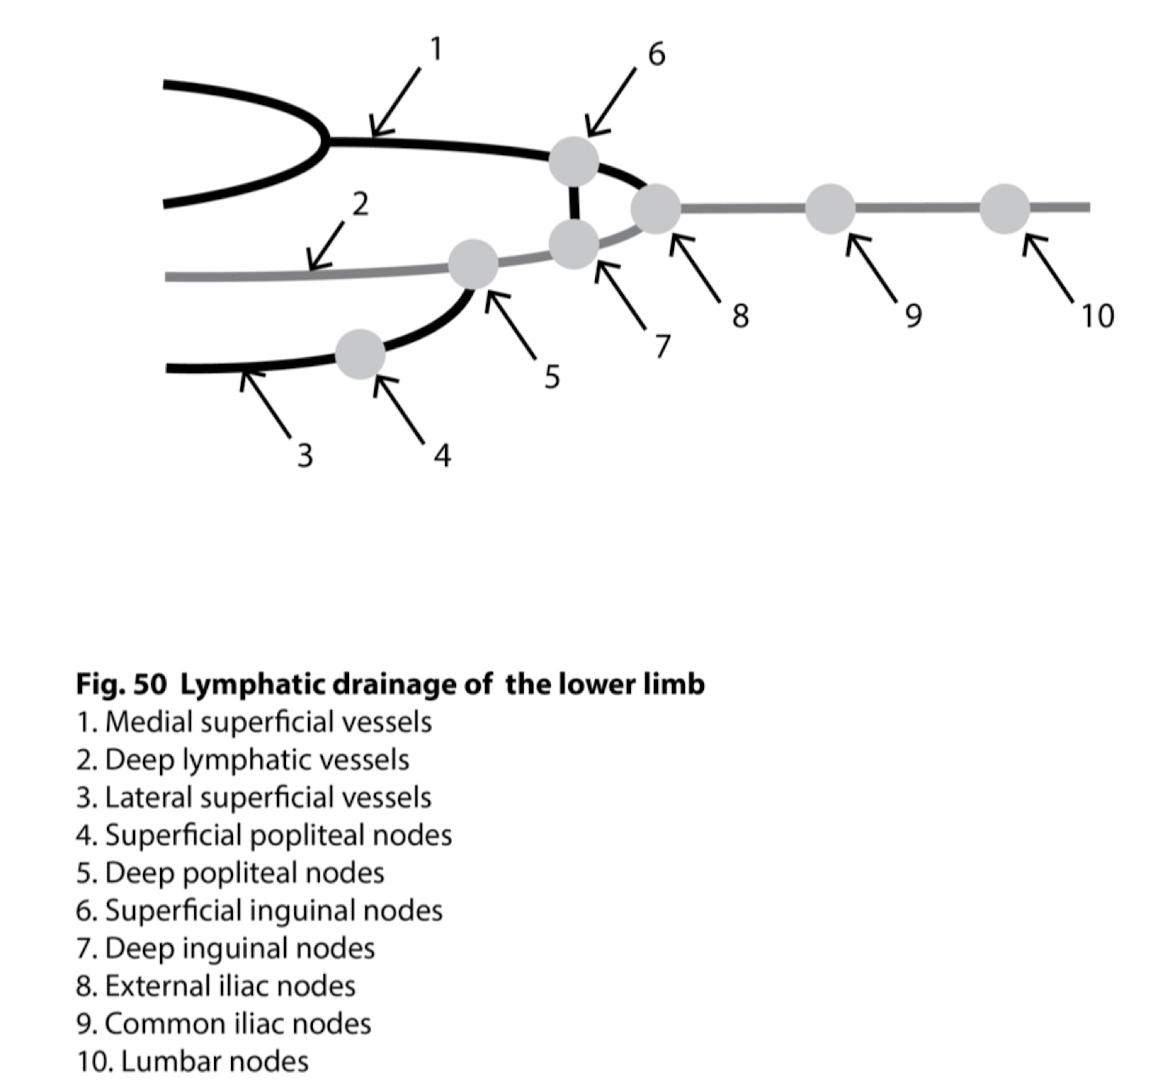 1
6
2
8
9
10
7
5
3
4
Fig. 50 Lymphatic drainage of the lower limb
1. Medial superficial vessels
2. Deep lymphatic vessels
3. Lateral superficial vessels
4. Superficial popliteal nodes
5. Deep popliteal nodes
6. Superficial inguinal nodes
7. Deep inguinal nodes
8. External iliac nodes
9. Common iliac nodes
10. Lumbar nodes